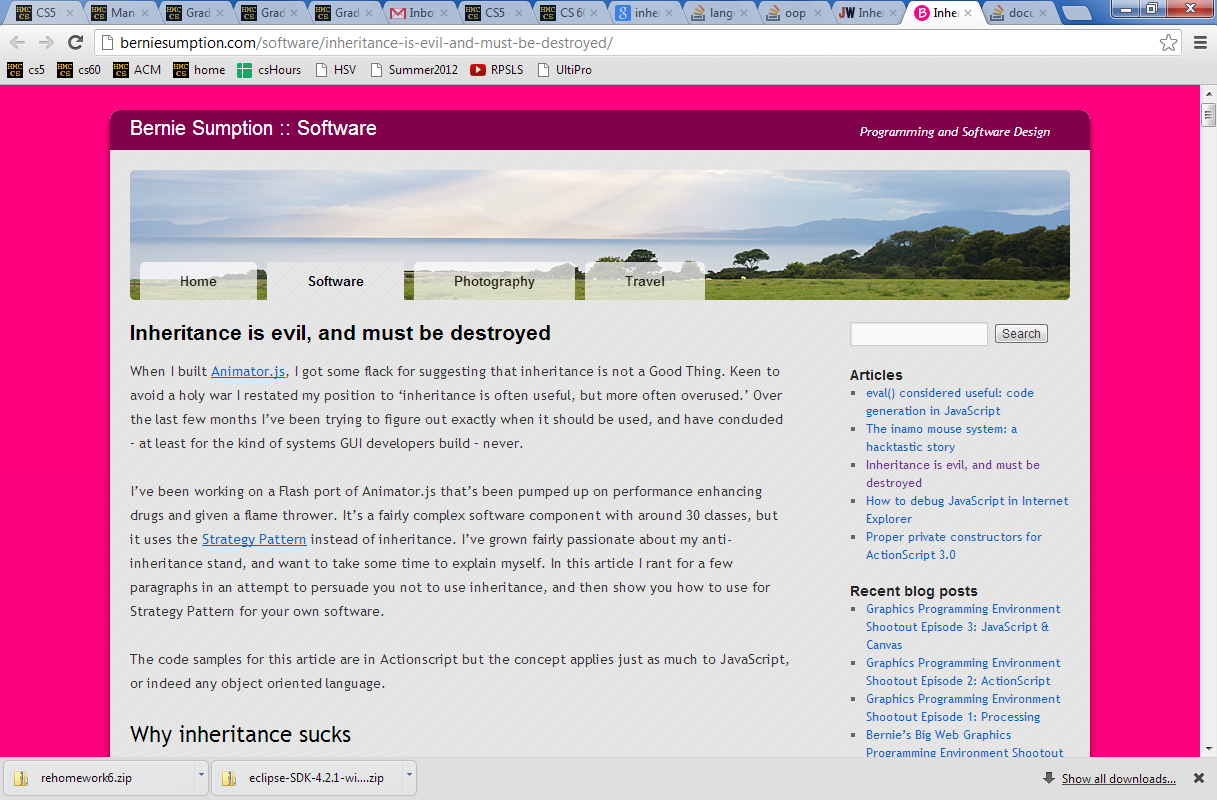 CS5 Man Grad Grad Grad Inbo CS5 CS 60 inher lang oop Inher Inher docu
berniesumption.com/software/inheritance-is-evil-and-must-be-destroyed/
cs5 cs60 ACM home csHours HSV Summer2012 RPSLS UltiPro
Bernie Sumption :: Software
Programming and Software Design
Home Software Photography Travel
Inheritance is evil, and must be destroyed
When I built Animator.js, I got some flack for suggesting that inheritance is not a Good Thing. Keen to
avoid a holy war I restated my position to ‘inheritance is often useful, but more often overused.’ Over
the last few months I’ve been trying to figure out exactly when it should be used, and have concluded
– at least for the kind of systems GUI developers build – never.
I’ve been working on a Flash port of Animator.js that’s been pumped up on performance enhancing
drugs and given a flame thrower. It’s a fairly complex software component with around 30 classes, but
it uses the Strategy Pattern instead of inheritance. I’ve grown fairly passionate about my anti-
inheritance stand, and want to take some time to explain myself. In this article I rant for a few
paragraphs in an attempt to persuade you not to use inheritance, and then show you how to use for
Strategy Pattern for your own software.
The code samples for this article are in Actionscript but the concept applies just as much to JavaScript,
or indeed any object oriented language.
Why inheritance sucks
Search
Articles
eval() considered useful: code
generation in JavaScript
The inamo mouse system: a
hacktastic story
Inheritance is evil, and must be
destroyed
How to debug JavaScript in Internet
Explorer
Proper private constructors for
ActionScript 3.0
Recent blog posts
Graphics Programming Environment
Shootout Episode 3: JavaScript &
Canvas
Graphics Programming Environment
Shootout Episode 2: ActionScript
Graphics Programming Environment
Shootout Episode 1: Processing
Bernie’s Big Web Graphics
Programming Environment Shootout
rehomework6.zip eclipse-SDK-4.2.1-wi....zip Show all downloads...